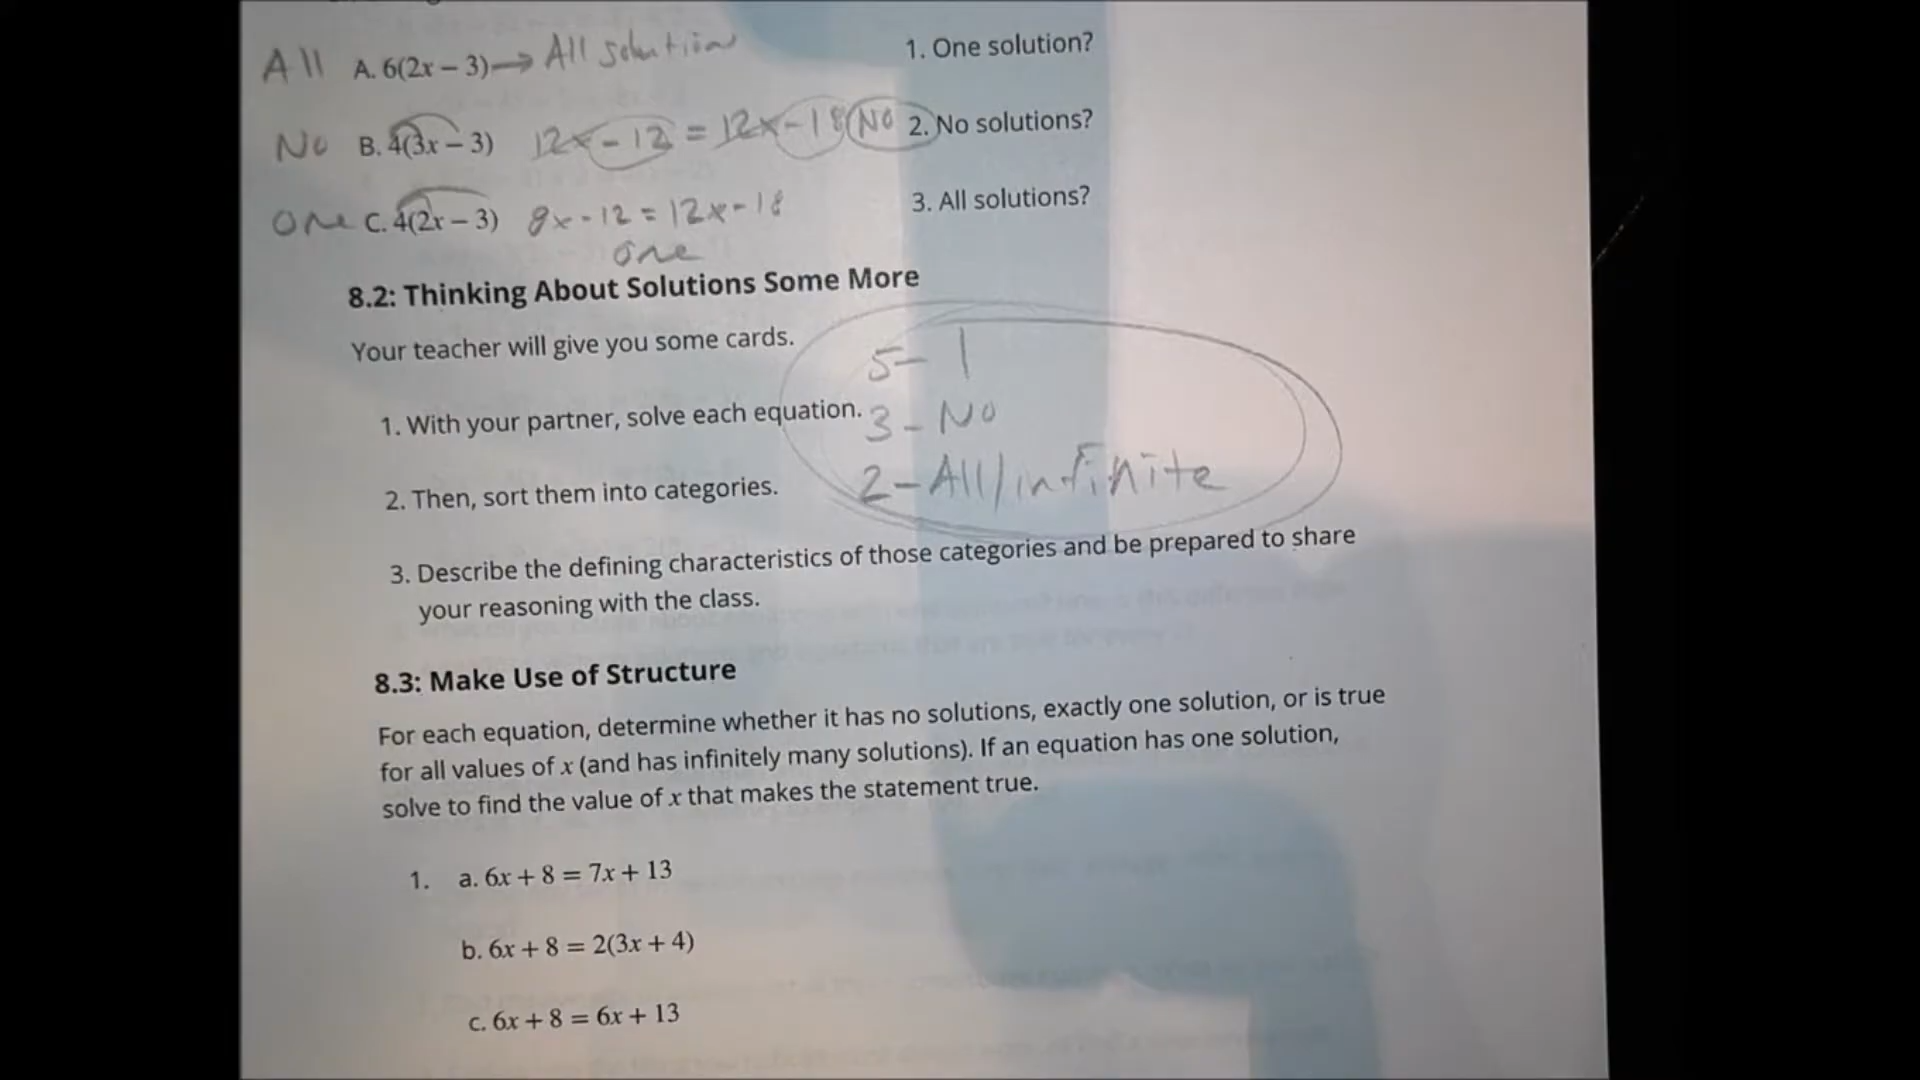 All A. 6(2x – 3) → All solution 1. One solution?
No B. 4(3x – 3) 12x - 12 = 12x - 18 No 2. No solutions?
One C. 4(2x – 3) 8x - 12 = 12x - 18 3. All solutions?
one
8.2: Thinking About Solutions Some More
Your teacher will give you some cards.
5 - 1
1. With your partner, solve each equation.
3 - No
2. Then, sort them into categories.
2 - All/infinite
3. Describe the defining characteristics of those categories and be prepared to share
your reasoning with the class.
8.3: Make Use of Structure
For each equation, determine whether it has no solutions, exactly one solution, or is true
for all values of x (and has infinitely many solutions). If an equation has one solution,
solve to find the value of x that makes the statement true.
1. a. 6x + 8 = 7x + 13
b. 6x + 8 = 2(3x + 4)
c. 6x + 8 = 6x + 13